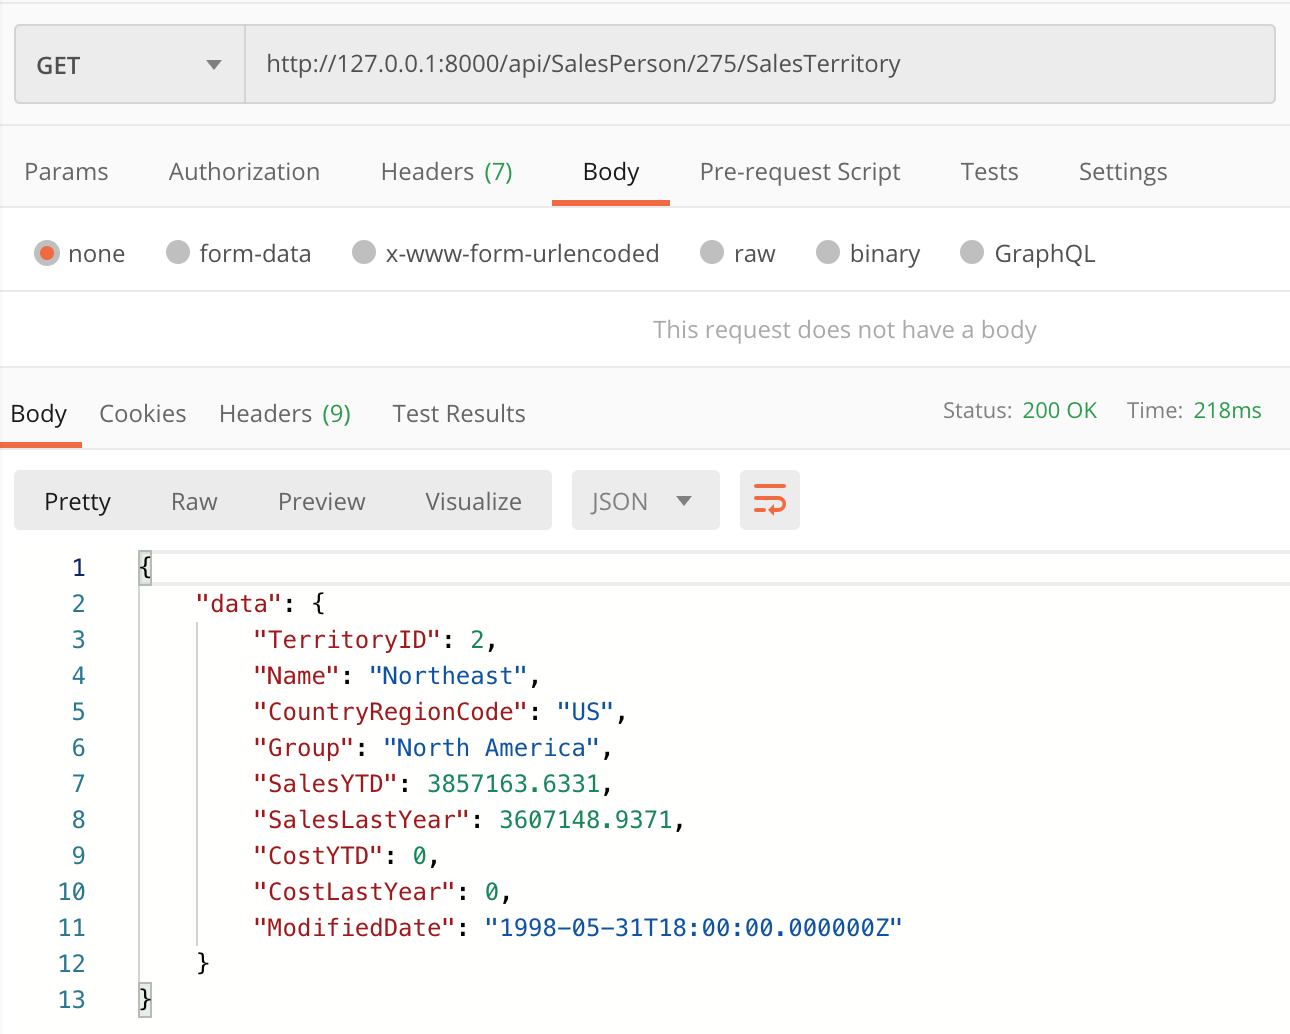 GET http://127.0.0.1:8000/api/SalesPerson/275/SalesTerritory
Params Authorization Headers (7) Body Pre-request Script Tests Settings
none form-data x-www-form-urlencoded raw binary GraphQL
This request does not have a body
Body Cookies Headers (9) Test Results Status: 200 OK Time: 218ms
Pretty Raw Preview Visualize JSON
1 {
2 "data": {
3 "TerritoryID": 2,
4 "Name": "Northeast",
5 "CountryRegionCode": "US",
6 "Group": "North America",
7 "SalesYTD": 3857163.6331,
8 "SalesLastYear": 3607148.9371,
9 "CostYTD": 0,
10 "CostLastYear": 0,
11 "ModifiedDate": "1998-05-31T18:00:00.000000Z"
12 }
13 }